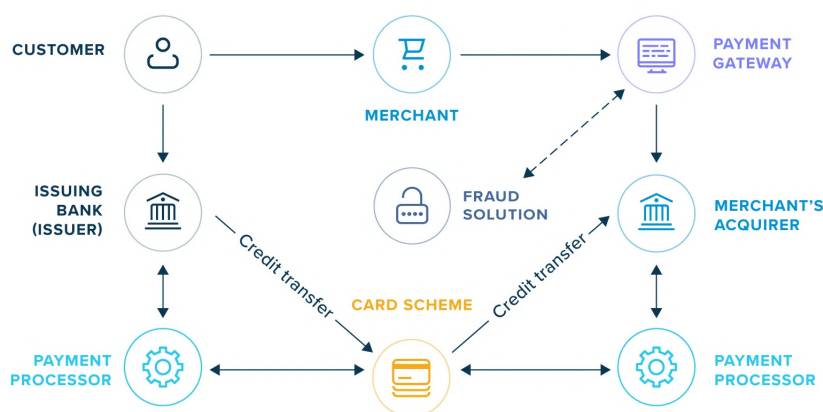 CUSTOMER
MERCHANT
PAYMENT
GATEWAY
ISSUING
BANK
(ISSUER)
FRAUD
SOLUTION
MERCHANT'S
ACQUIRER
Credit transfer
Credit transfer
CARD SCHEME
PAYMENT
PROCESSOR
PAYMENT
PROCESSOR